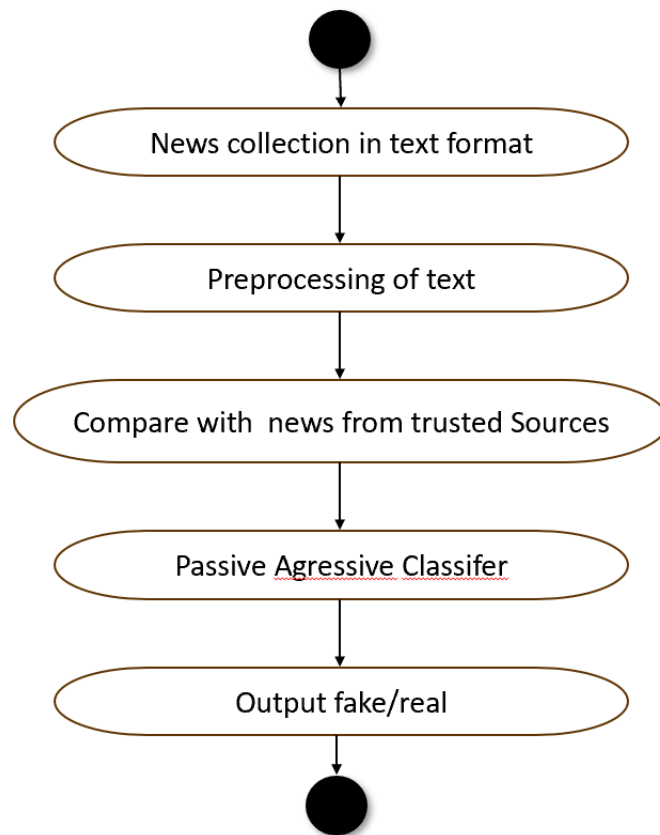 News collection in text format
Preprocessing of text
Compare with  news from trusted Sources
Passive Agressive Classifer
Output fake/real